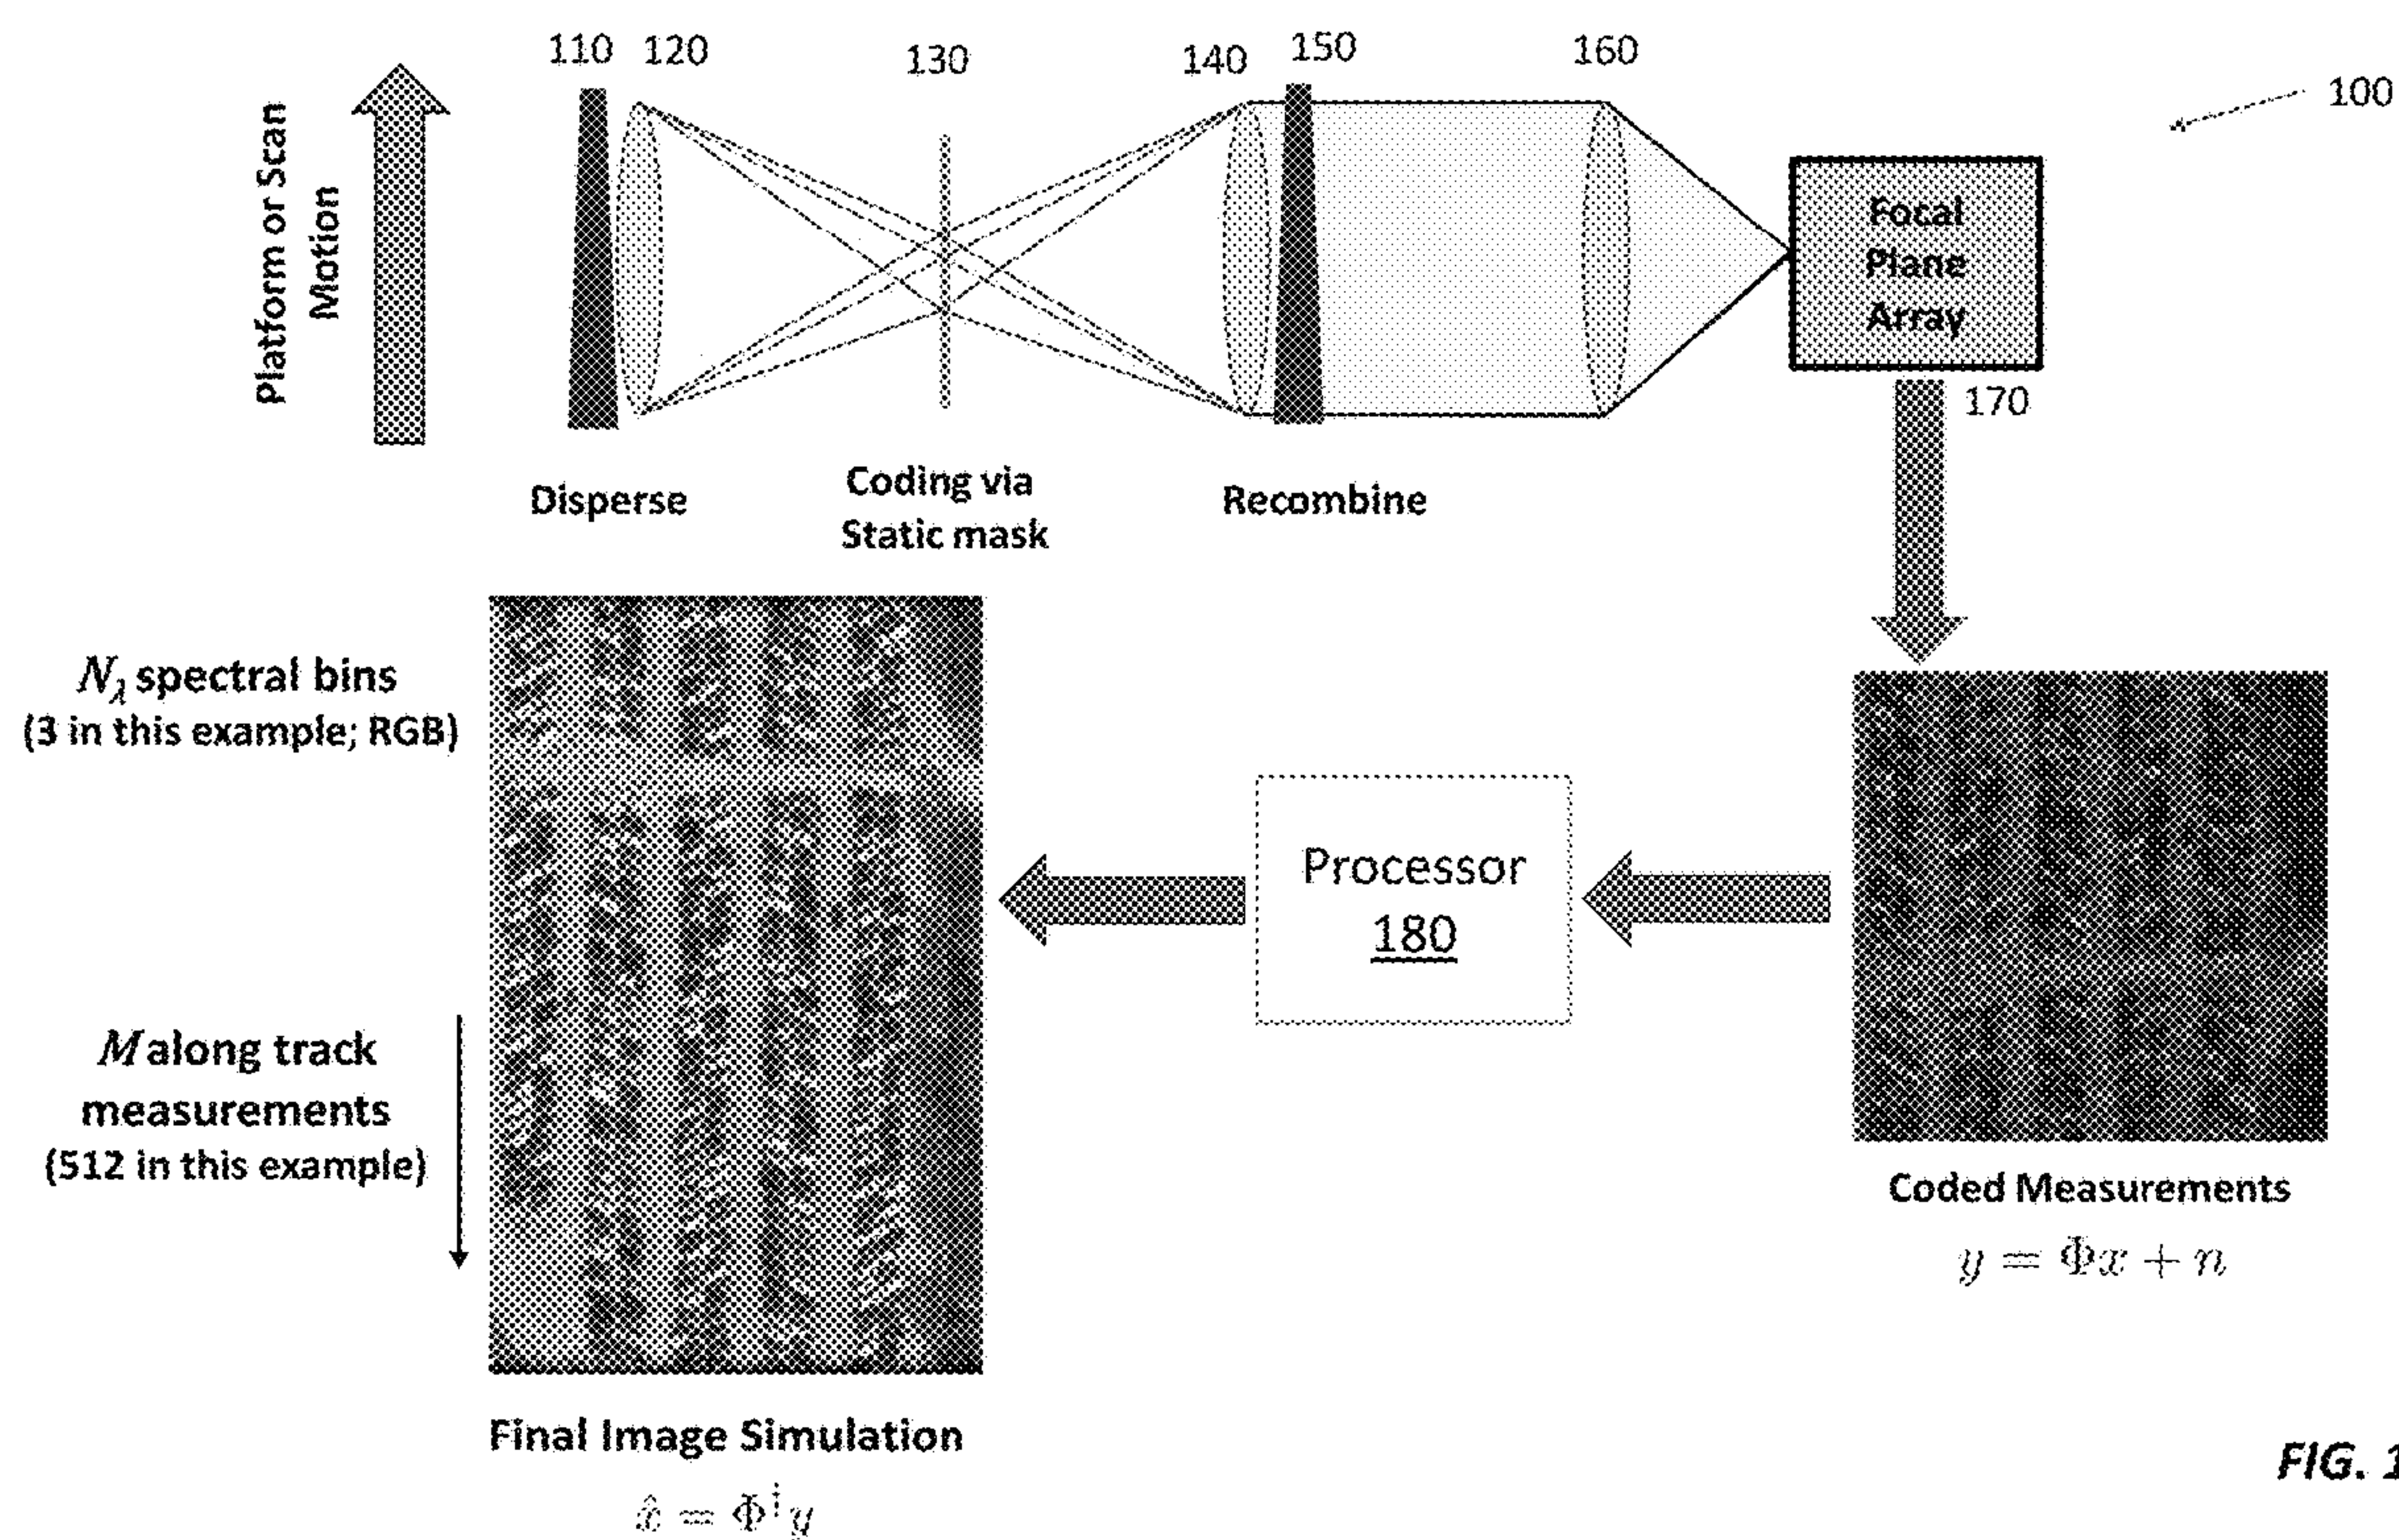 110 120 130 140 150 160
100
Platform or Scan
Motion
Focal
Plane
Array
170
Disperse
Coding via
Static mask
Recombine
N_λ spectral bins
(3 in this example; RGB)
M along track
measurements
(512 in this example)
Processor
180
Coded Measurements
y = Φx + n
Final Image Simulation
x̂ = Φ†y
FIG. 1